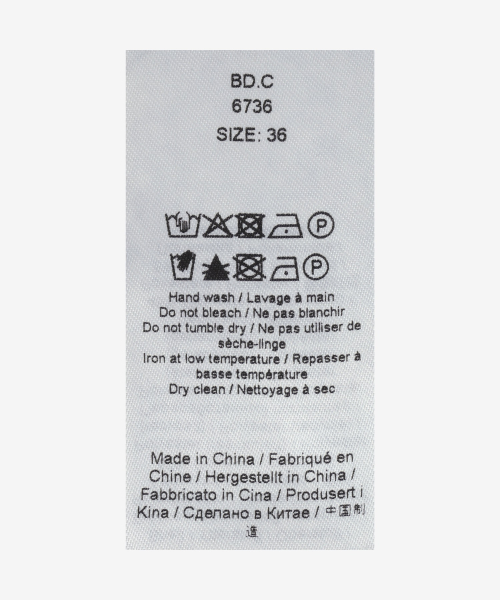 BD.C
6736
SIZE: 36
Hand wash / Lavage à main
Do not bleach / Ne pas blanchir
Do not tumble dry / Ne pas utiliser de
sèche-linge
Iron at low temperature / Repasser à
basse température
Dry clean / Nettoyage à sec
Made in China / Fabriqué en
Chine / Hergestellt in China /
Fabbricato in Cina / Produsert i
Kina / Сделано в Китае / 中国制
造